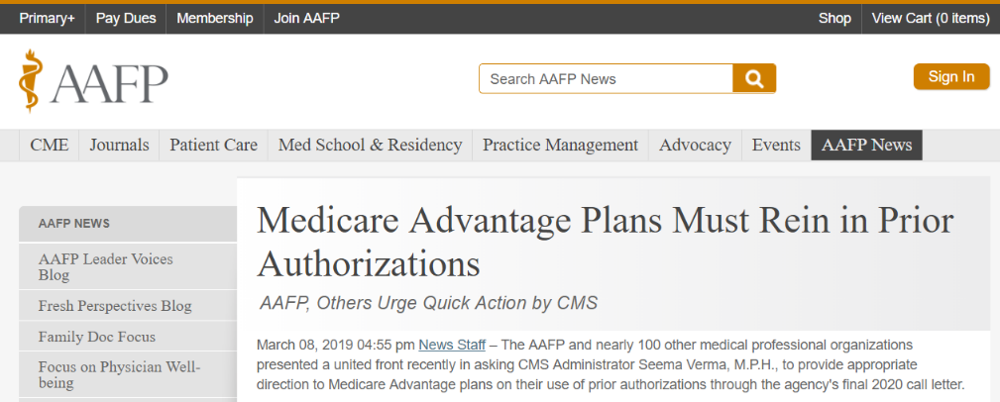 Primary+ Pay Dues Membership Join AAFP Shop View Cart (0 items)
AAFP Search AAFP News Sign In
CME Journals Patient Care Med School & Residency Practice Management Advocacy Events AAFP News
AAFP NEWS
AAFP Leader Voices
Blog
Fresh Perspectives Blog
Family Doc Focus
Focus on Physician Well-
being
Medicare Advantage Plans Must Rein in Prior
Authorizations
AAFP, Others Urge Quick Action by CMS
March 08, 2019 04:55 pm News Staff – The AAFP and nearly 100 other medical professional organizations
presented a united front recently in asking CMS Administrator Seema Verma, M.P.H., to provide appropriate
direction to Medicare Advantage plans on their use of prior authorizations through the agency's final 2020 call letter.